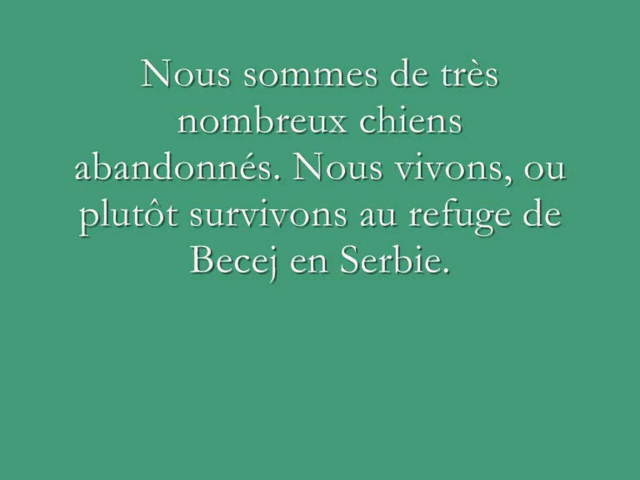 Nous sommes de très
nombreux chiens
abandonnés. Nous vivons, ou
plutôt survivons au refuge de
Becej en Serbie.